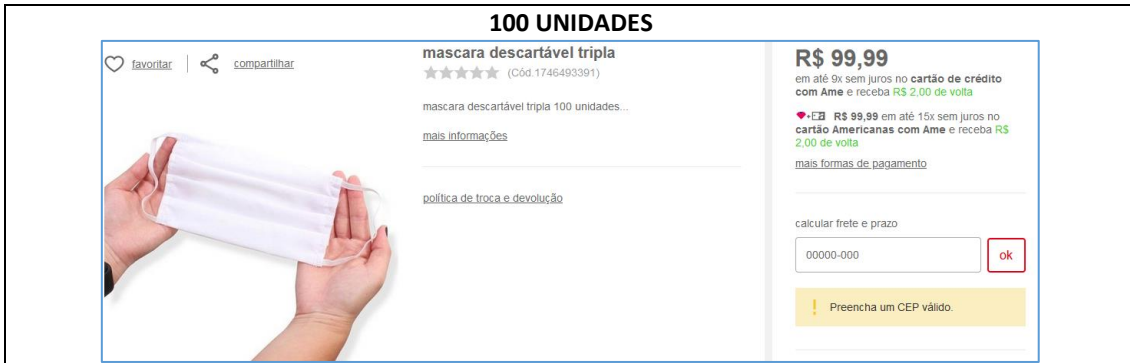 100 UNIDADES
favoritar
compartilhar
mascara descartável tripla
(Cód.1746493391)
mascara descartável tripla 100 unidades...
mais informações
política de troca e devolução
R$ 99,99
em até 9x sem juros no cartão de crédito
com Ame e receba R$ 2,00 de volta
R$ 99,99 em até 15x sem juros no
cartão Americanas com Ame e receba R$
2,00 de volta
mais formas de pagamento
calcular frete e prazo
00000-000
ok
Preencha um CEP válido.